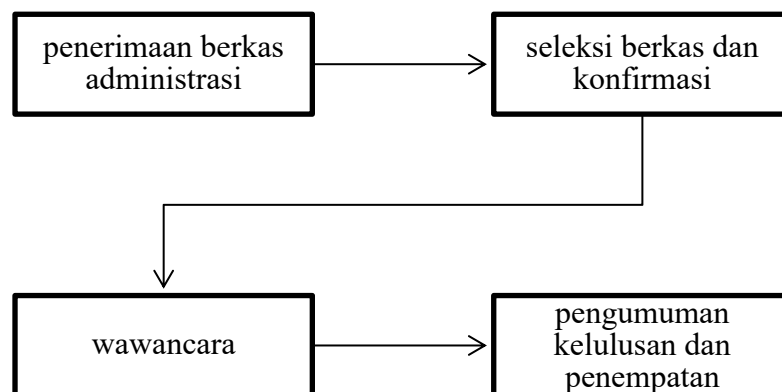 penerimaan berkas
administrasi
seleksi berkas dan
konfirmasi
wawancara
pengumuman
kelulusan dan
penempatan